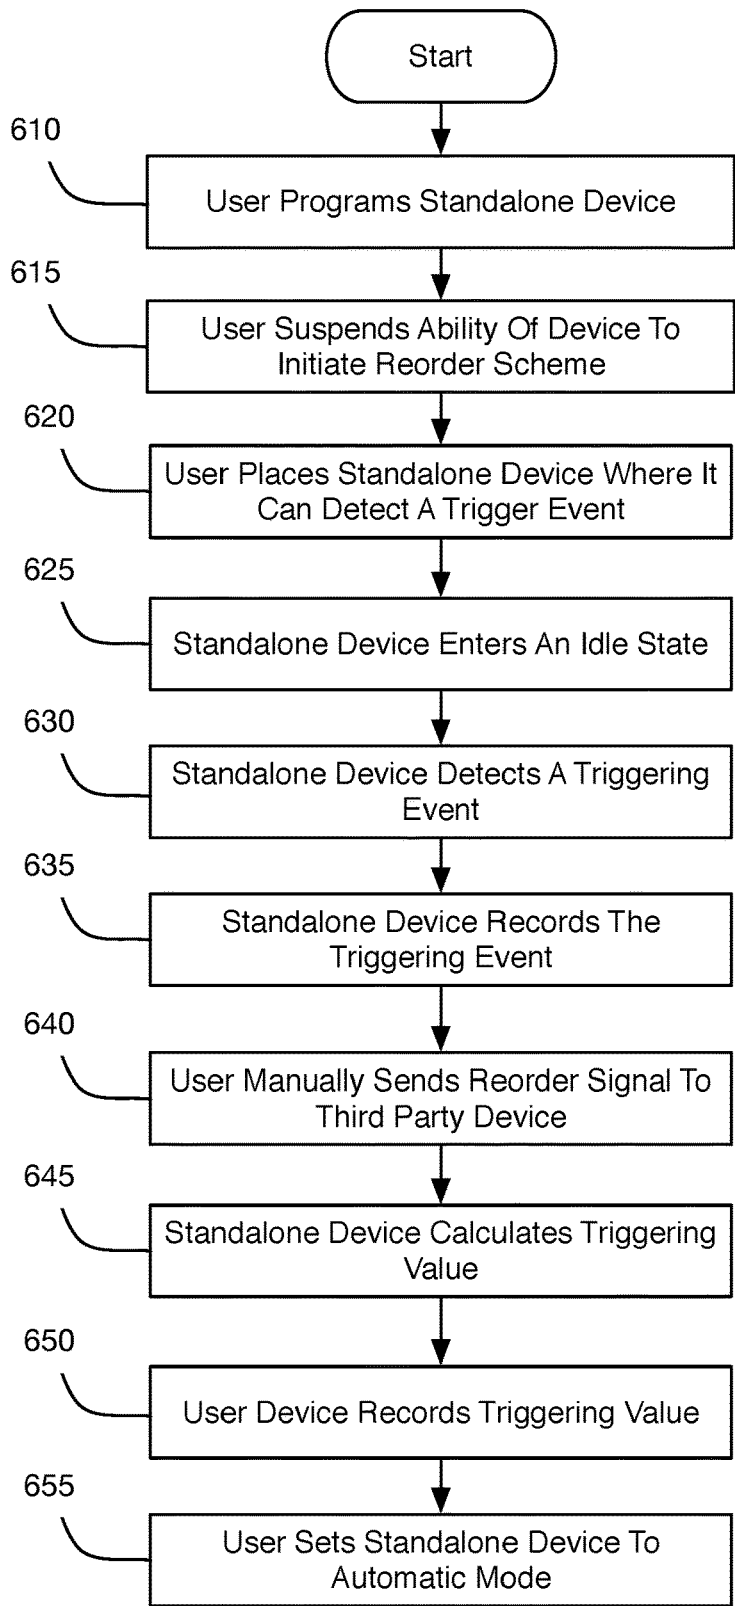 Start
610
User Programs Standalone Device
615
User Suspends Ability Of Device To
Initiate Reorder Scheme
620
User Places Standalone Device Where It
Can Detect A Trigger Event
625
Standalone Device Enters An Idle State
630
Standalone Device Detects A Triggering
Event
635
Standalone Device Records The
Triggering Event
640
User Manually Sends Reorder Signal To
Third Party Device
645
Standalone Device Calculates Triggering
Value
650
User Device Records Triggering Value
655
User Sets Standalone Device To
Automatic Mode